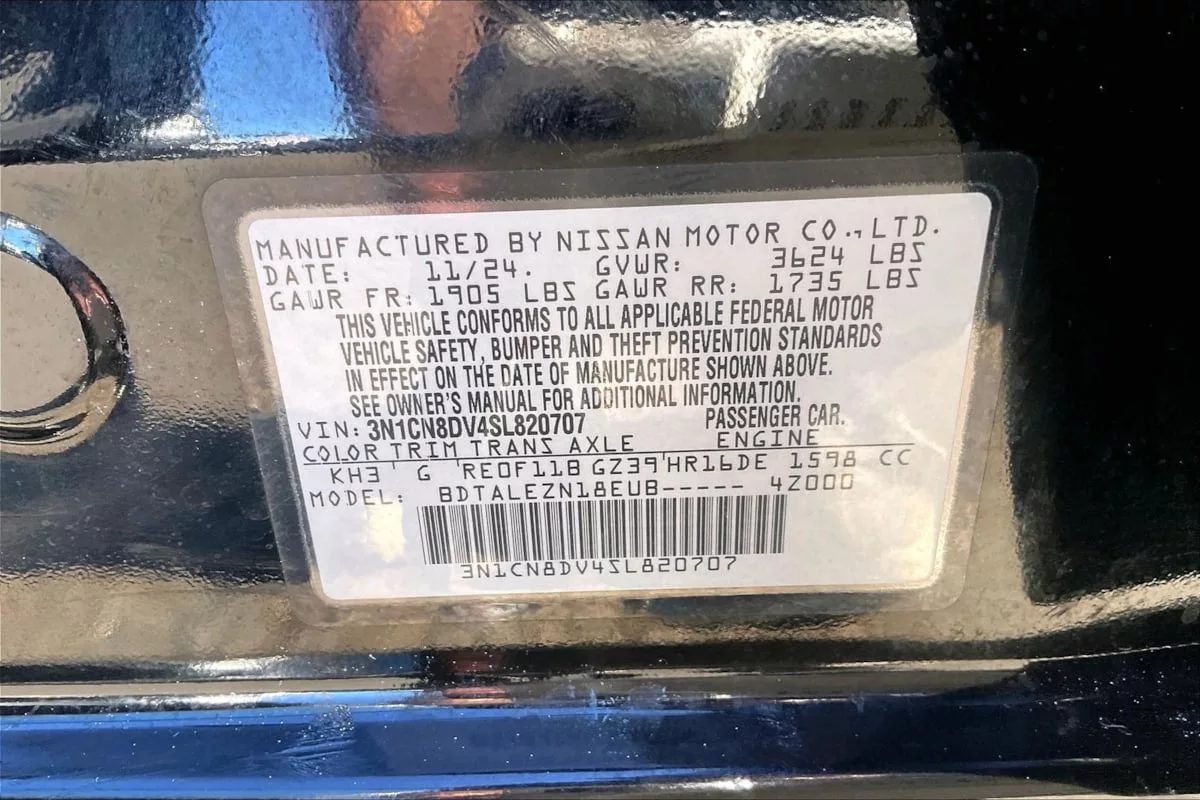 MANUFACTURED BY NISSAN MOTOR CO., LTD.
DATE: 11/24. GVWR: 3624 LBS
GAWR FR: 1905 LBS GAWR RR: 1735 LBS
THIS VEHICLE CONFORMS TO ALL APPLICABLE FEDERAL MOTOR
VEHICLE SAFETY, BUMPER AND THEFT PREVENTION STANDARDS
IN EFFECT ON THE DATE OF MANUFACTURE SHOWN ABOVE.
SEE OWNER'S MANUAL FOR ADDITIONAL INFORMATION.
VIN: 3N1CN8DV4SL820707 PASSENGER CAR.
COLOR TRIM TRANS AXLE ENGINE
KH3 G RE0F11B GZ39 HR16DE 1598 CC
MODEL: BDTALEZN18EUB----- 4Z000
3N1CN8DV4SL820707